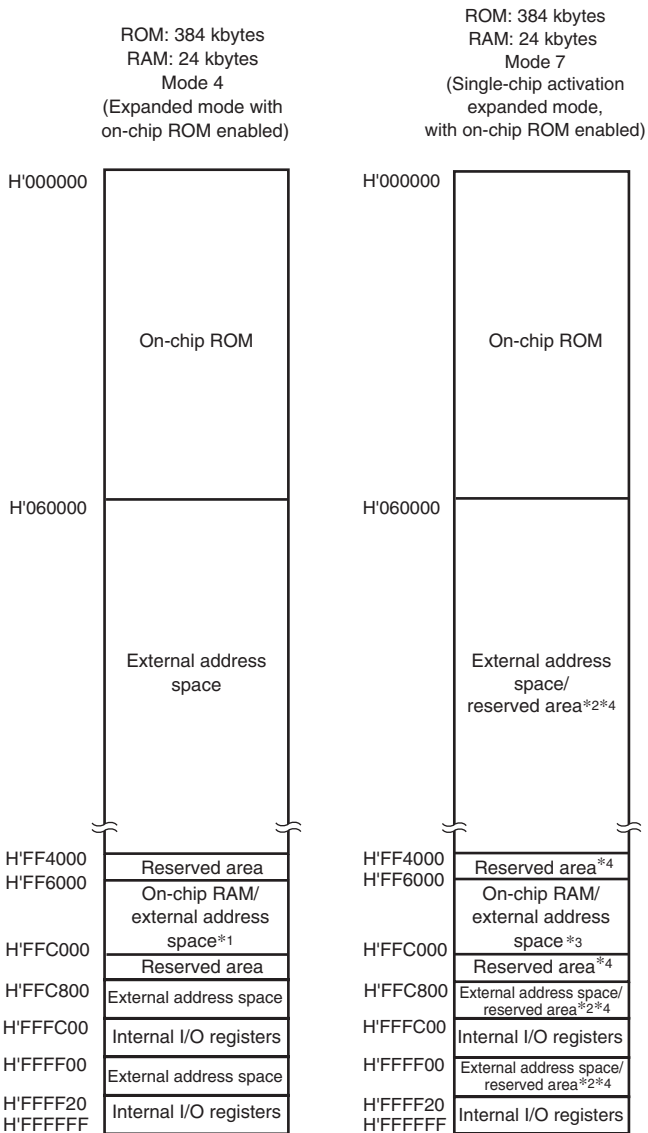 ROM: 384 kbytes
RAM: 24 kbytes
Mode 4
(Expanded mode with
on-chip ROM enabled)
H'000000
On-chip ROM
H'060000
External address
space
H'FF4000
Reserved area
H'FF6000
On-chip RAM/
external address
space*1
H'FFC000
Reserved area
H'FFC800
External address space
H'FFFC00
Internal I/O registers
H'FFFF00
External address space
H'FFFF20
Internal I/O registers
H'FFFFFF
ROM: 384 kbytes
RAM: 24 kbytes
Mode 7
(Single-chip activation
expanded mode,
with on-chip ROM enabled)
H'000000
On-chip ROM
H'060000
External address
space/
reserved area*2*4
H'FF4000
Reserved area*4
H'FF6000
On-chip RAM/
external address
space*3
H'FFC000
Reserved area*4
H'FFC800
External address space/
reserved area*2*4
H'FFFC00
Internal I/O registers
H'FFFF00
External address space/
reserved area*2*4
H'FFFF20
Internal I/O registers
H'FFFFFF